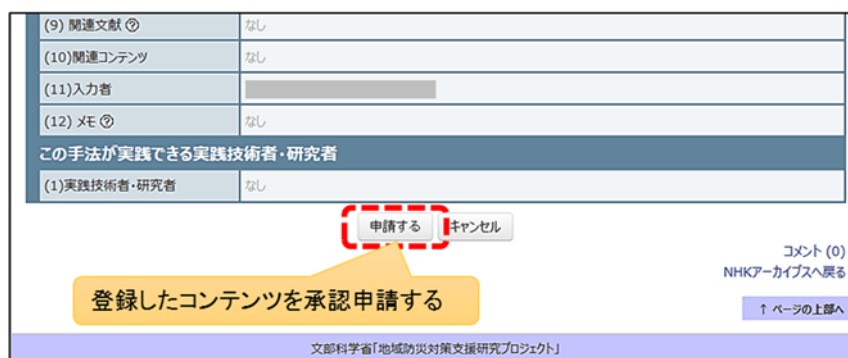 (9) 関連文献 ?
なし
(10)関連コンテンツ
なし
(11)入力者
(12) メモ ?
なし
この手法が実践できる実践技術者・研究者
(1)実践技術者・研究者
なし
申請する
キャンセル
コメント (0)
NHKアーカイブスへ戻る
登録したコンテンツを承認申請する
↑ ページの上部へ
文部科学省「地域防災対策支援研究プロジェクト」